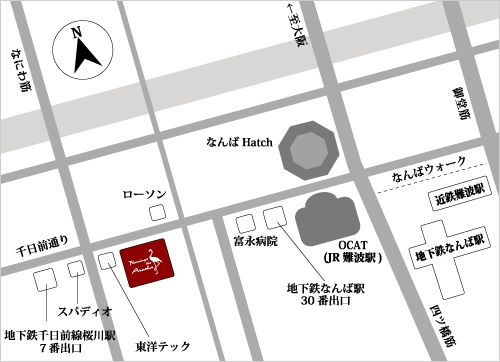 N
←至大阪
なにわ筋
御堂筋
なんば Hatch
なんばウォーク
近鉄難波駅
ローソン
千日前通り
富永病院
OCAT
(JR 難波駅)
地下鉄なんば駅
Flamingo
the
Arusha
地下鉄なんば駅
30 番出口
スパディオ
地下鉄千日前線桜川駅
7 番出口
東洋テック
四ツ橋筋